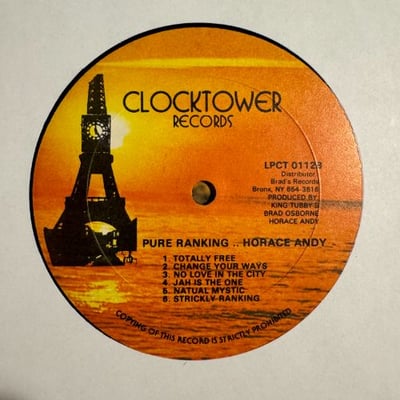 CLOCKTOWER
RECORDS
LPCT 0112B
Distributor:
Brad's Records
Bronx, NY 654-3816
PRODUCED BY:
KING TUBBY'S
BRAD OSBORNE
HORACE ANDY
PURE RANKING .. HORACE ANDY
1. TOTALLY FREE
2. CHANGE YOUR WAYS
3. NO LOVE IN THE CITY
4. JAH IS THE ONE
5. NATUAL MYSTIC
6. STRICKLY RANKING
COPYING OF THIS RECORD IS STRICTLY PROHIBITED